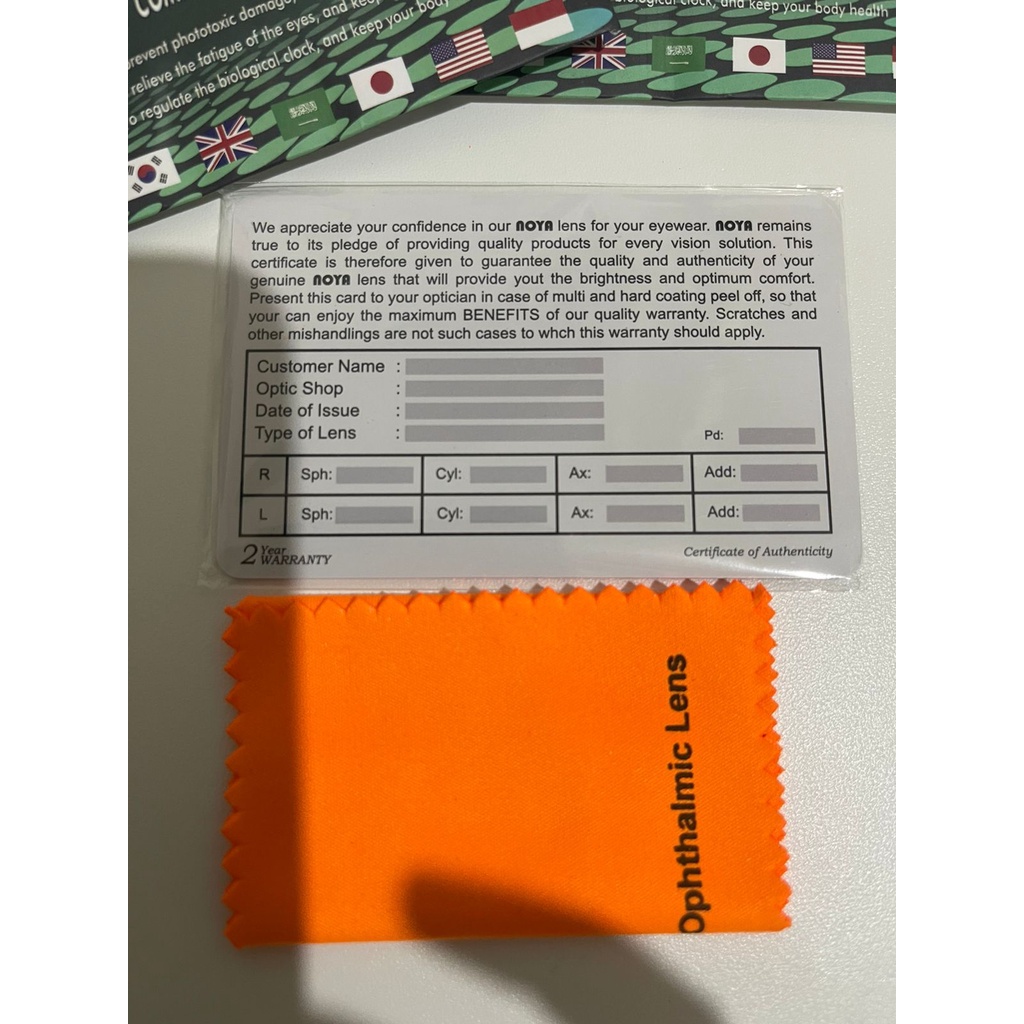 prevent phototoxic damage,
relieve the fatigue of the eyes, and
to regulate the biological clock, and keep your body
biological clock, and keep your body health
We appreciate your confidence in our NOYA lens for your eyewear. NOYA remains
true to its pledge of providing quality products for every vision solution. This
certificate is therefore given to guarantee the quality and authenticity of your
genuine NOYA lens that will provide yout the brightness and optimum comfort.
Present this card to your optician in case of multi and hard coating peel off, so that
your can enjoy the maximum BENEFITS of our quality warranty. Scratches and
other mishandlings are not such cases to whch this warranty should apply.
Customer Name :
Optic Shop :
Date of Issue :
Type of Lens :
Pd:
R Sph: Cyl: Ax: Add:
L Sph: Cyl: Ax: Add:
2 Year WARRANTY
Certificate of Authenticity
Ophthalmic Lens